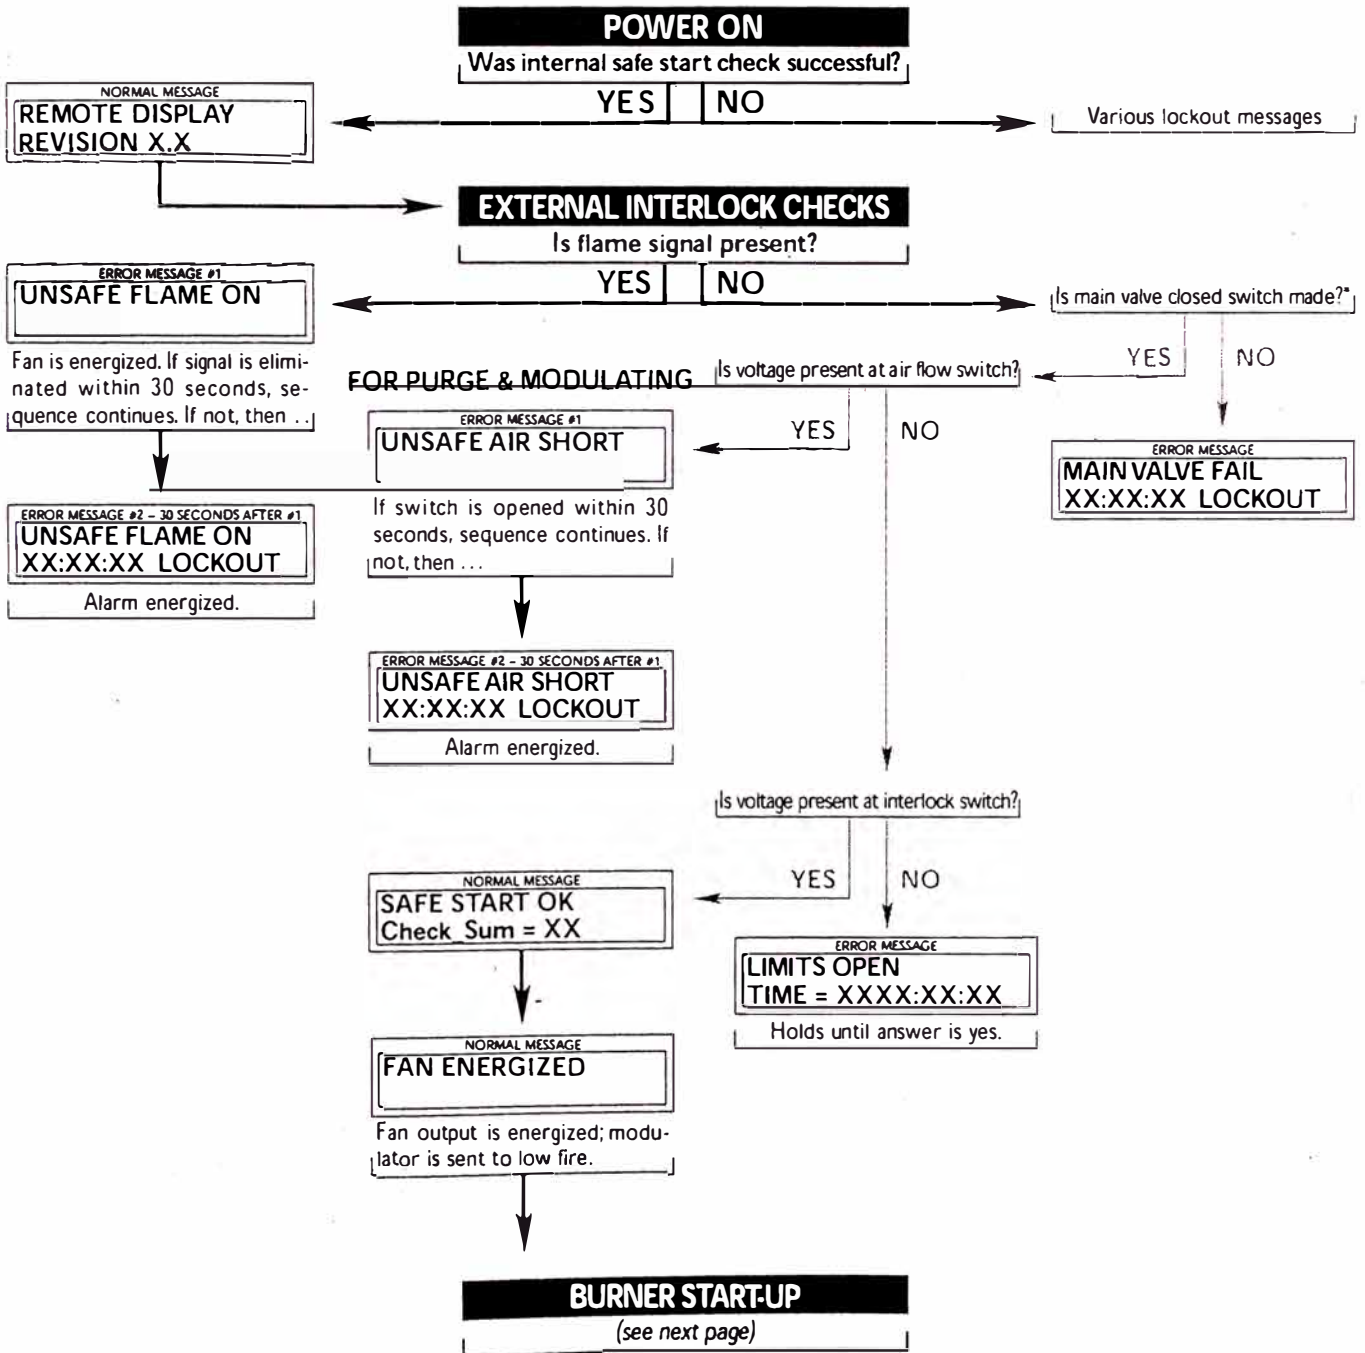 POWER ON
Was internal safe start check successful?
YES
NO
NORMAL MESSAGE
REMOTE DISPLAY
REVISION X.X
Various lockout messages
EXTERNAL INTERLOCK CHECKS
Is flame signal present?
YES
NO
ERROR MESSAGE #1
UNSAFE FLAME ON
Fan is energized. If signal is elimi-
nated within 30 seconds, se-
quence continues. If not, then ..
Is main valve closed switch made?*
YES
NO
FOR PURGE & MODULATING
Is voltage present at air flow switch?
YES
NO
ERROR MESSAGE #1
UNSAFE AIR SHORT
If switch is opened within 30
seconds, sequence continues. If
not, then ...
ERROR MESSAGE
MAIN VALVE FAIL
XX:XX:XX LOCKOUT
ERROR MESSAGE #2 – 30 SECONDS AFTER #1
UNSAFE FLAME ON
XX:XX:XX LOCKOUT
Alarm energized.
ERROR MESSAGE #2 – 30 SECONDS AFTER #1
UNSAFE AIR SHORT
XX:XX:XX LOCKOUT
Alarm energized.
Is voltage present at interlock switch?
YES
NO
NORMAL MESSAGE
SAFE START OK
Check_Sum = XX
ERROR MESSAGE
LIMITS OPEN
TIME = XXXX:XX:XX
Holds until answer is yes.
NORMAL MESSAGE
FAN ENERGIZED
Fan output is energized; modu-
lator is sent to low fire.
BURNER START-UP
(see next page)